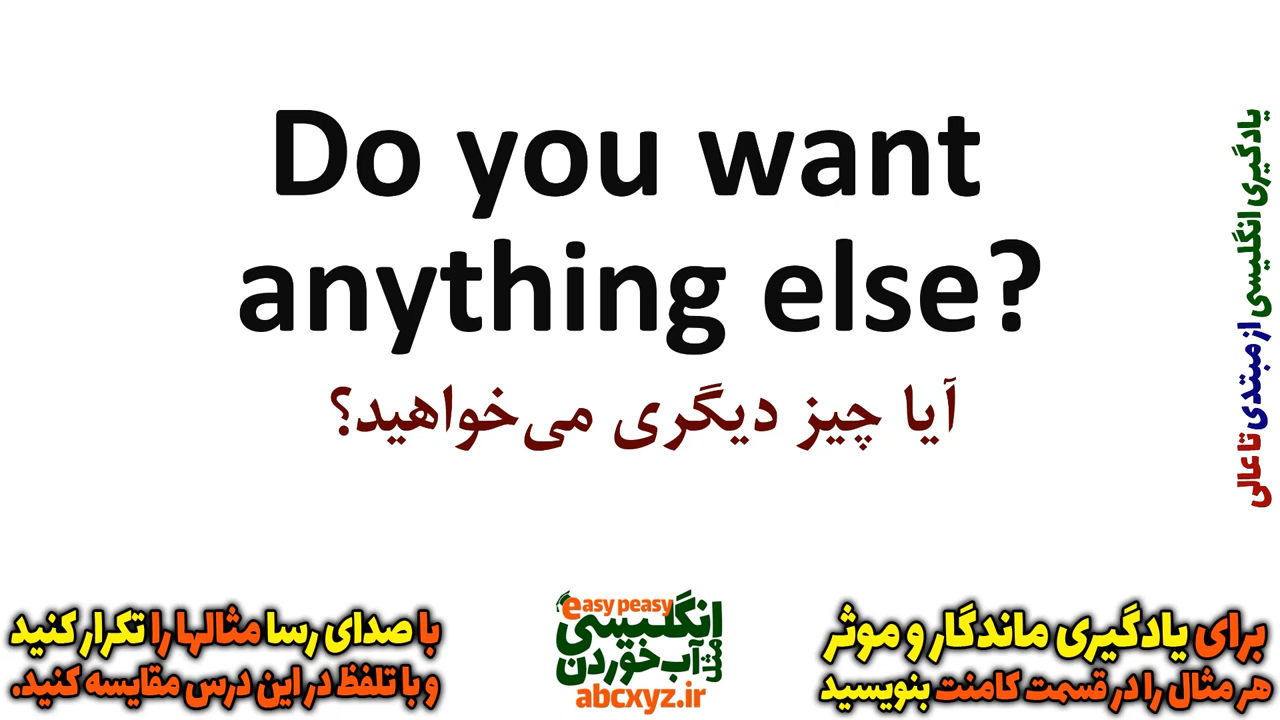 Do you want
anything else?
آیا چیز دیگری می‌خواهید؟
یادگیری انگلیسی از مبتدی تا عالی
با صدای رسا مثالها را تکرار کنید
و با تلفظ در این درس مقایسه کنید.
easy peasy
انگلیسی
مثل آب خوردن
abcxyz.ir
برای یادگیری ماندگار و موثر
هر مثال را در قسمت کامنت بنویسید